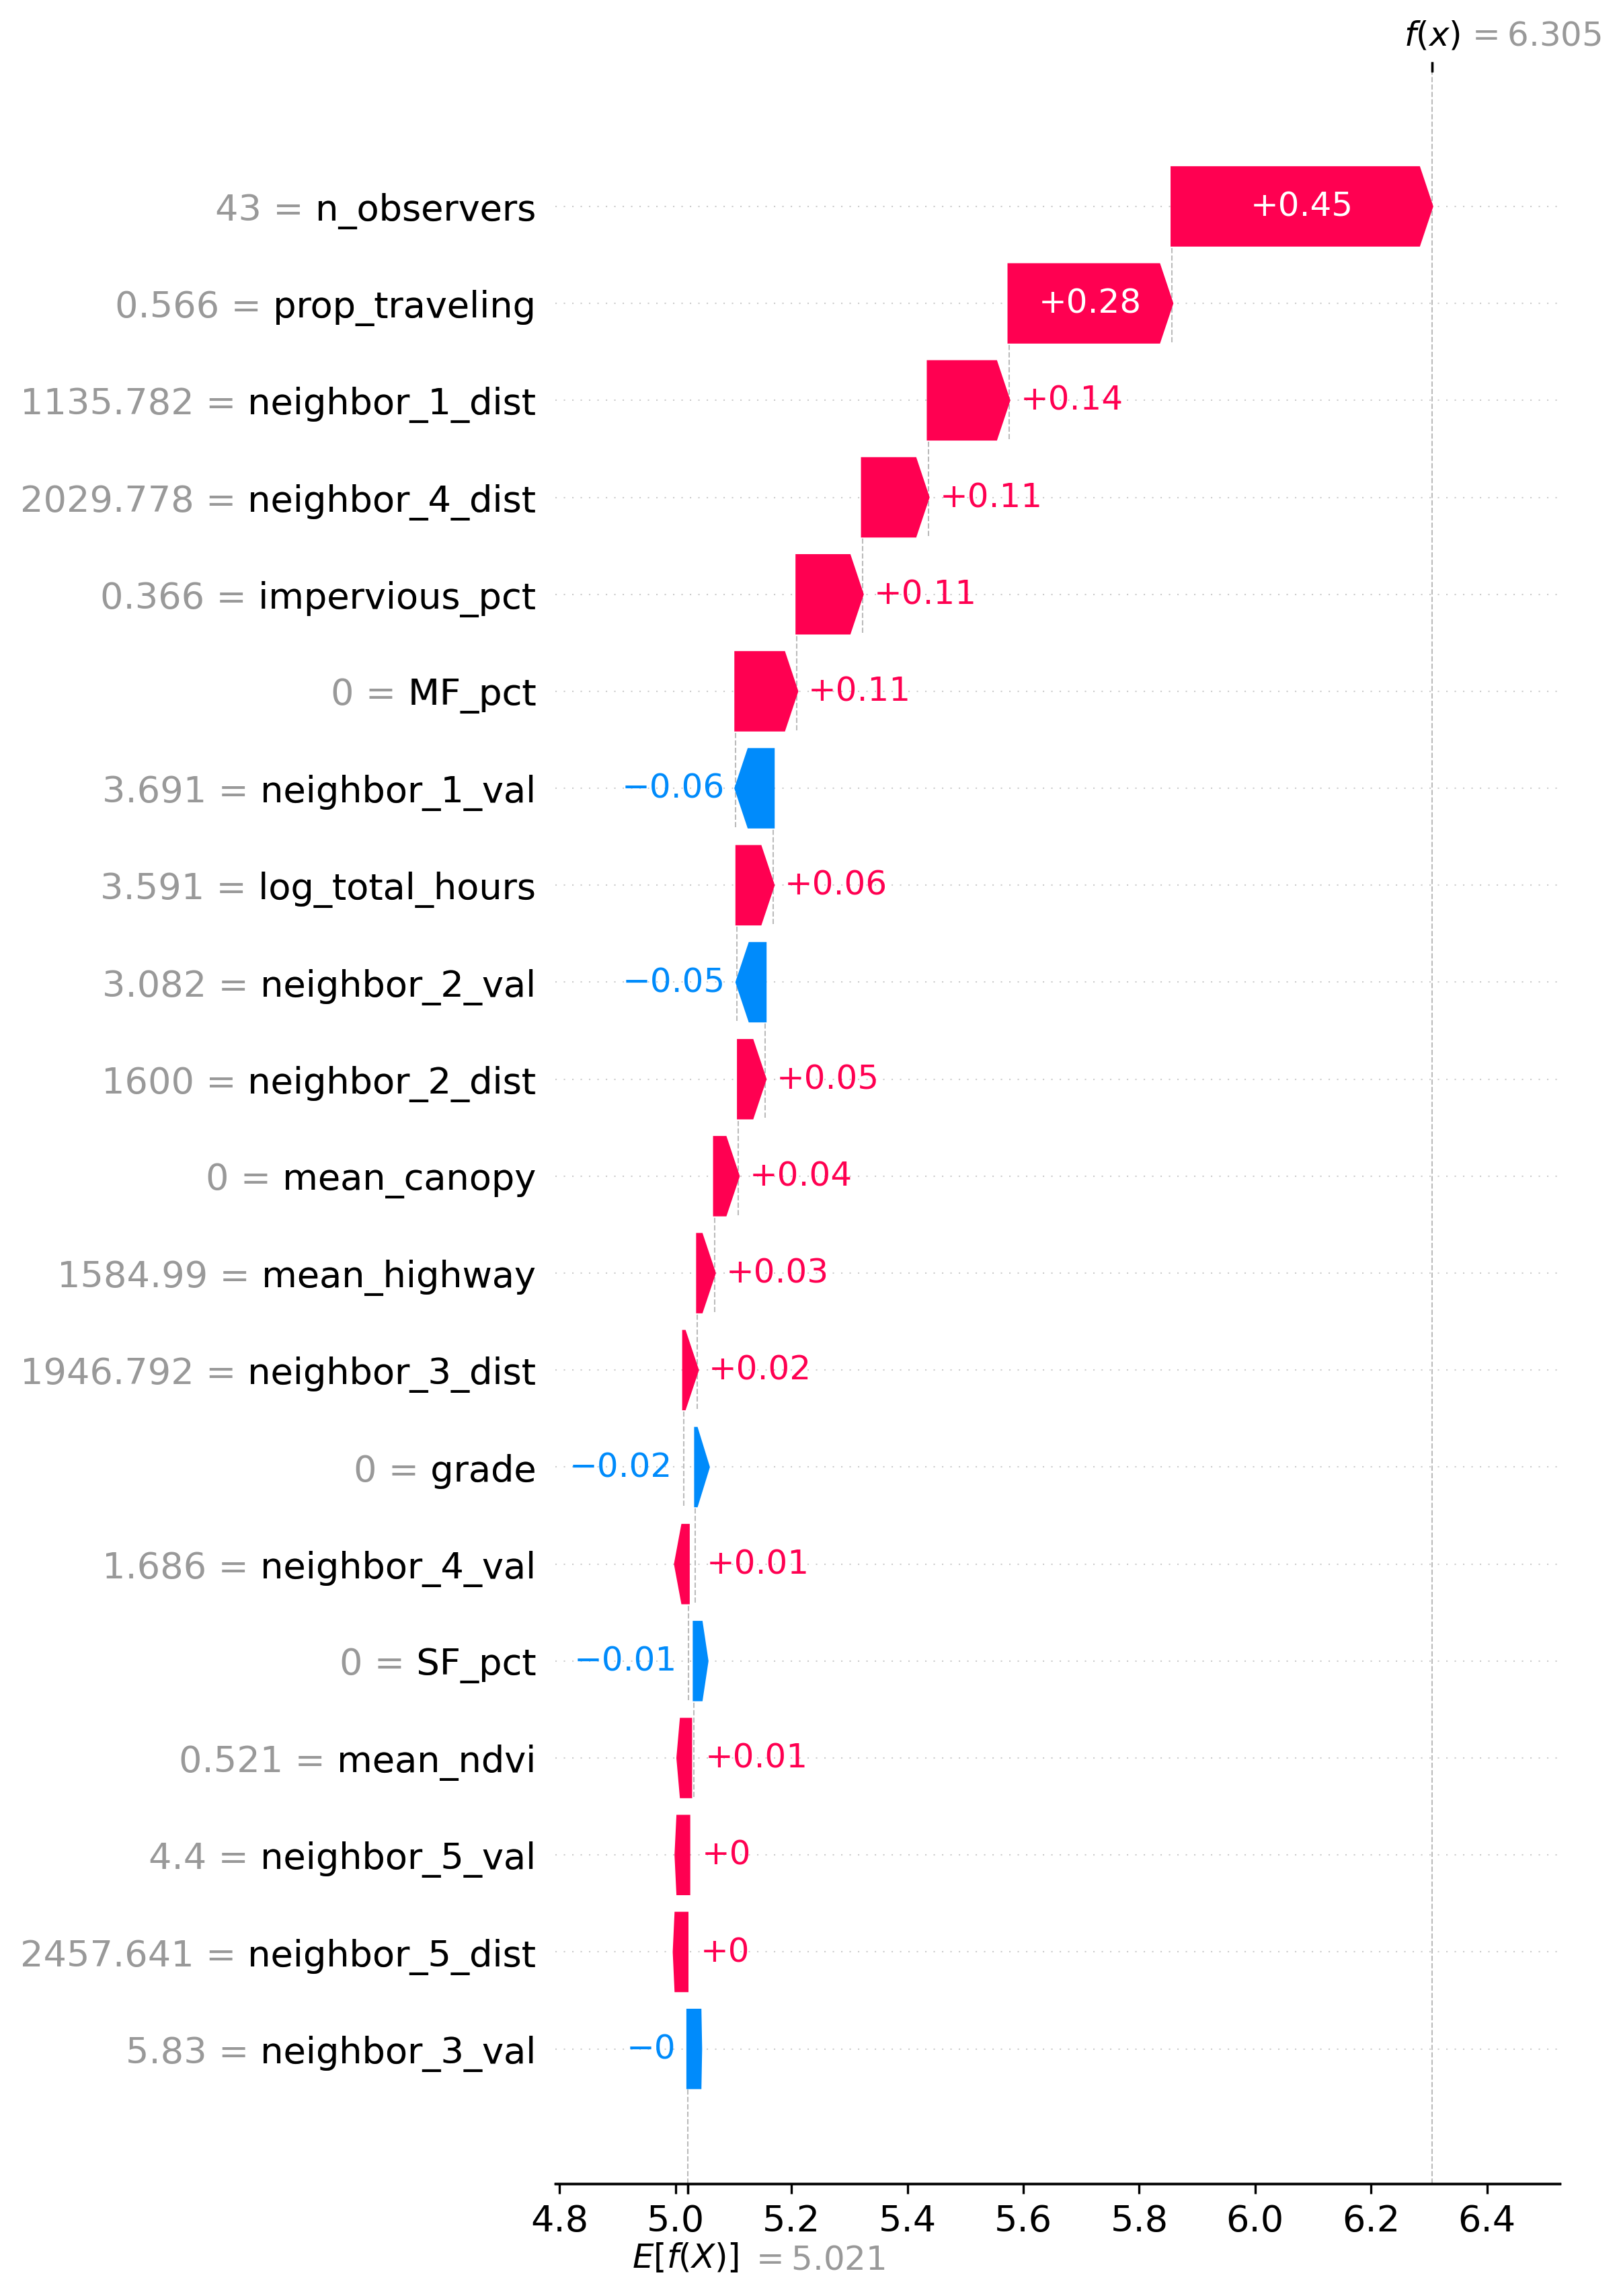 f(x) = 6.305
43 = n_observers +0.45
0.566 = prop_traveling +0.28
1135.782 = neighbor_1_dist +0.14
2029.778 = neighbor_4_dist +0.11
0.366 = impervious_pct +0.11
0 = MF_pct +0.11
3.691 = neighbor_1_val −0.06
3.591 = log_total_hours +0.06
3.082 = neighbor_2_val −0.05
1600 = neighbor_2_dist +0.05
0 = mean_canopy +0.04
1584.99 = mean_highway +0.03
1946.792 = neighbor_3_dist +0.02
0 = grade −0.02
1.686 = neighbor_4_val +0.01
0 = SF_pct −0.01
0.521 = mean_ndvi +0.01
4.4 = neighbor_5_val +0
2457.641 = neighbor_5_dist +0
5.83 = neighbor_3_val −0
4.8 5.0 5.2 5.4 5.6 5.8 6.0 6.2 6.4
E[f(X)] = 5.021